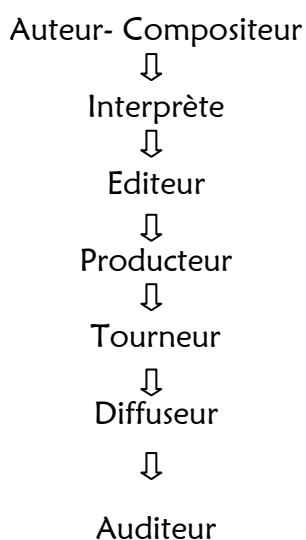 Auteur- Compositeur
⇩
Interprète
⇩
Editeur
⇩
Producteur
⇩
Tourneur
⇩
Diffuseur
⇩
Auditeur